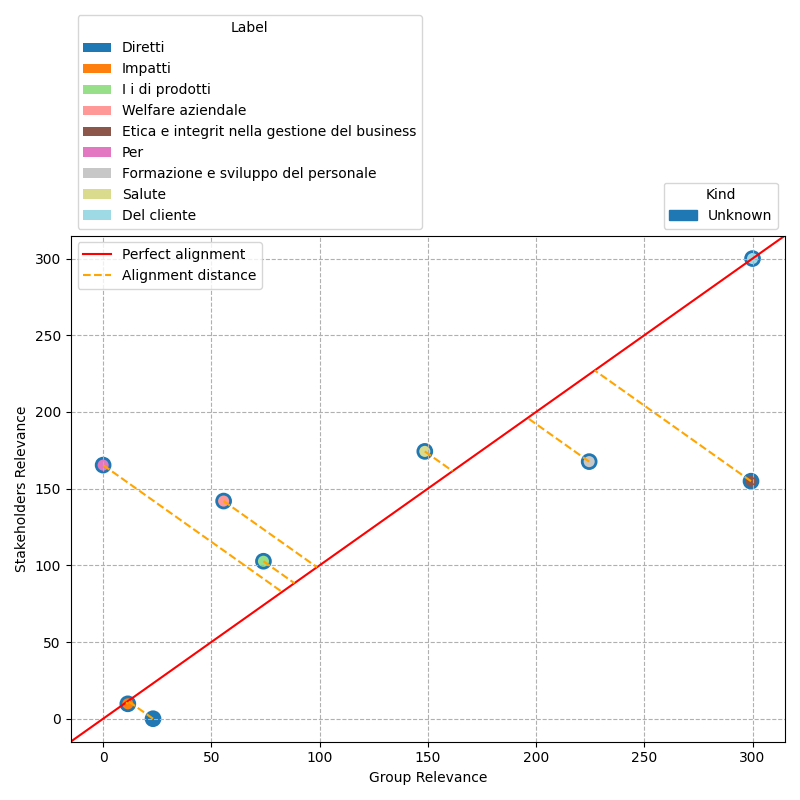 Label
Diretti
Impatti
I i di prodotti
Welfare aziendale
Etica e integrit nella gestione del business
Per
Formazione e sviluppo del personale
Salute
Del cliente
Kind
Unknown
Perfect alignment
Alignment distance
300
250
200
150
100
50
0
Stakeholders Relevance
0 50 100 150 200 250 300
Group Relevance